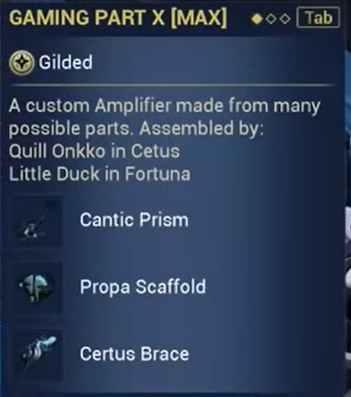 GAMING PART X [MAX] Tab
Gilded
A custom Amplifier made from many
possible parts. Assembled by:
Quill Onkko in Cetus
Little Duck in Fortuna
Cantic Prism
Propa Scaffold
Certus Brace